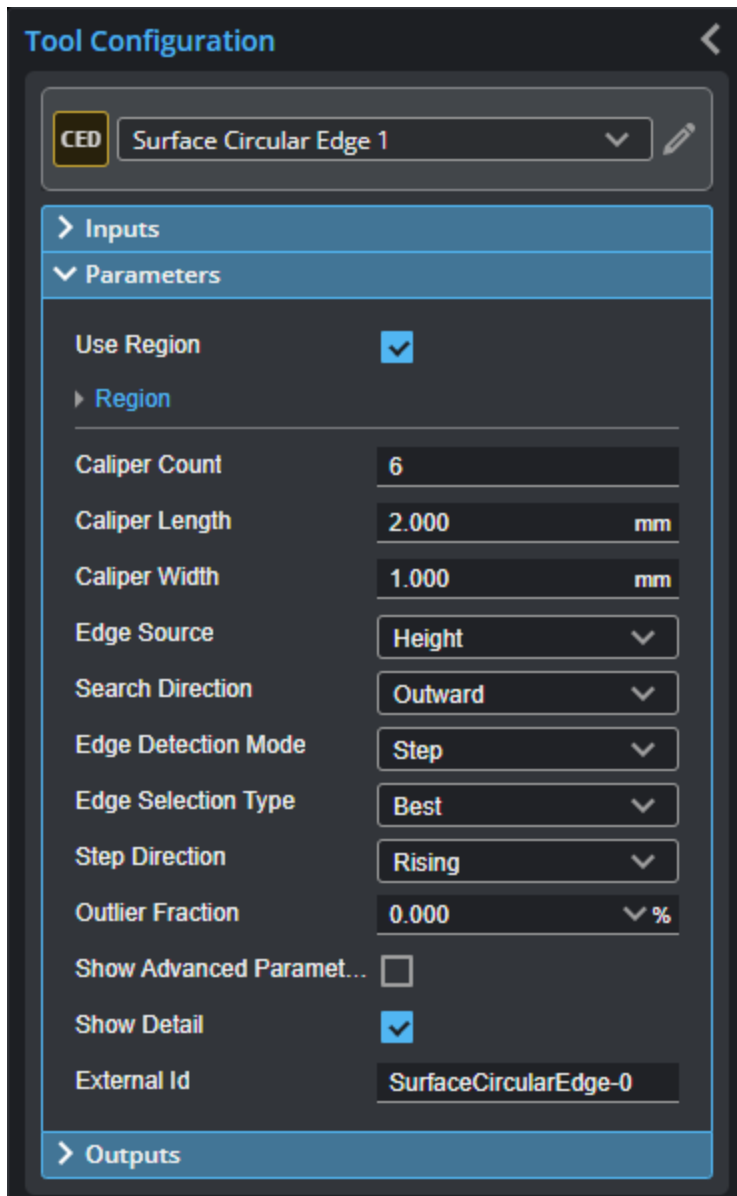 Tool Configuration
CED Surface Circular Edge 1
Inputs
Parameters
Use Region
Region
Caliper Count 6
Caliper Length 2.000 mm
Caliper Width 1.000 mm
Edge Source Height
Search Direction Outward
Edge Detection Mode Step
Edge Selection Type Best
Step Direction Rising
Outlier Fraction 0.000 %
Show Advanced Paramet...
Show Detail
External Id SurfaceCircularEdge-0
Outputs